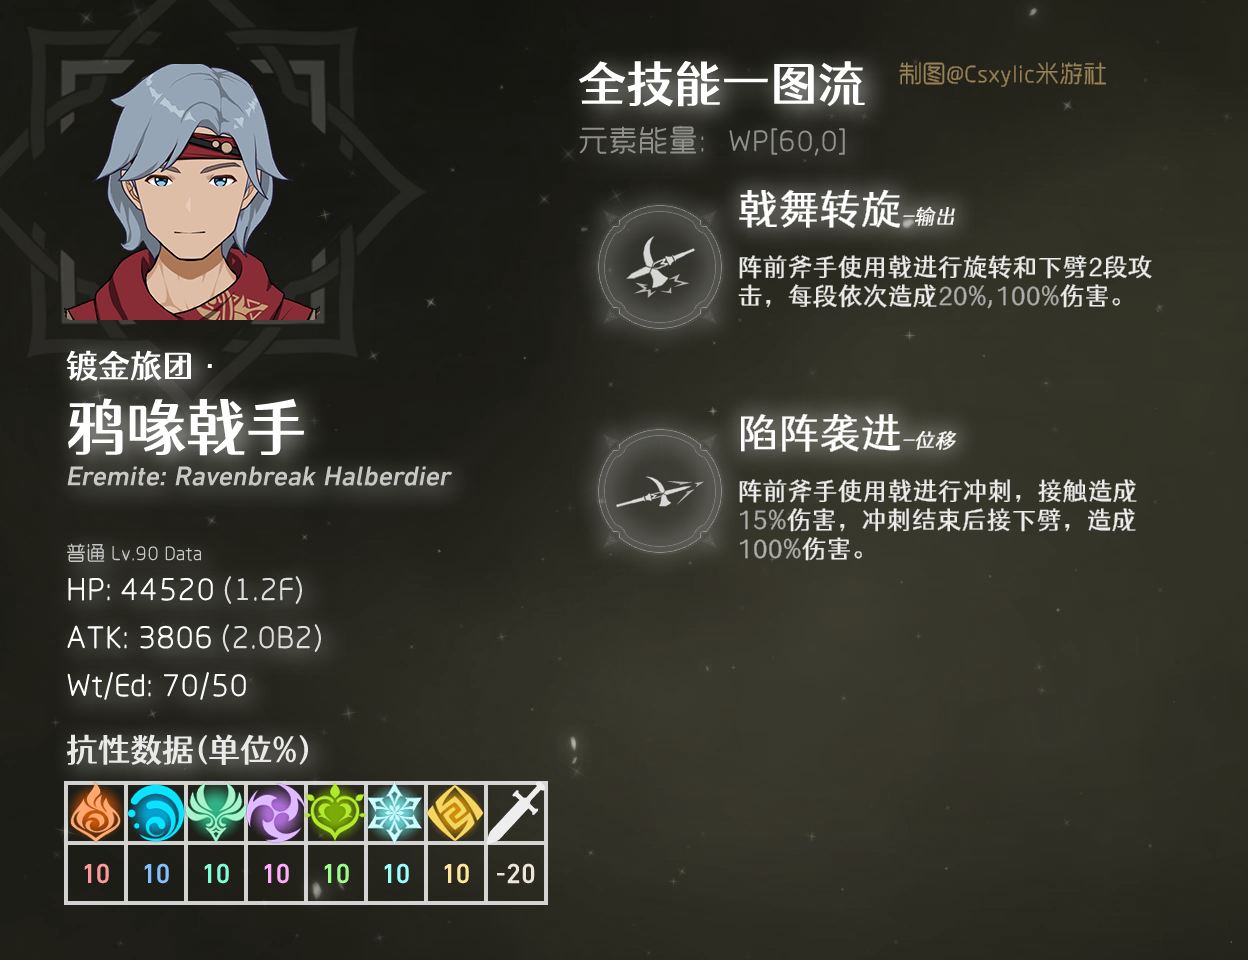 全技能一图流
制图@Csxylic米游社
元素能量: WP[60,0]
戟舞转旋-输出
阵前斧手使用戟进行旋转和下劈2段攻
击，每段依次造成20%,100%伤害。
陷阵袭进-位移
阵前斧手使用戟进行冲刺，接触造成
15%伤害，冲刺结束后接下劈，造成
100%伤害。
镀金旅团·
鸦喙戟手
Eremite: Ravenbreak Halberdier
普通 Lv.90 Data
HP: 44520 (1.2F)
ATK: 3806 (2.0B2)
Wt/Ed: 70/50
抗性数据(单位%)
10 10 10 10 10 10 10 -20